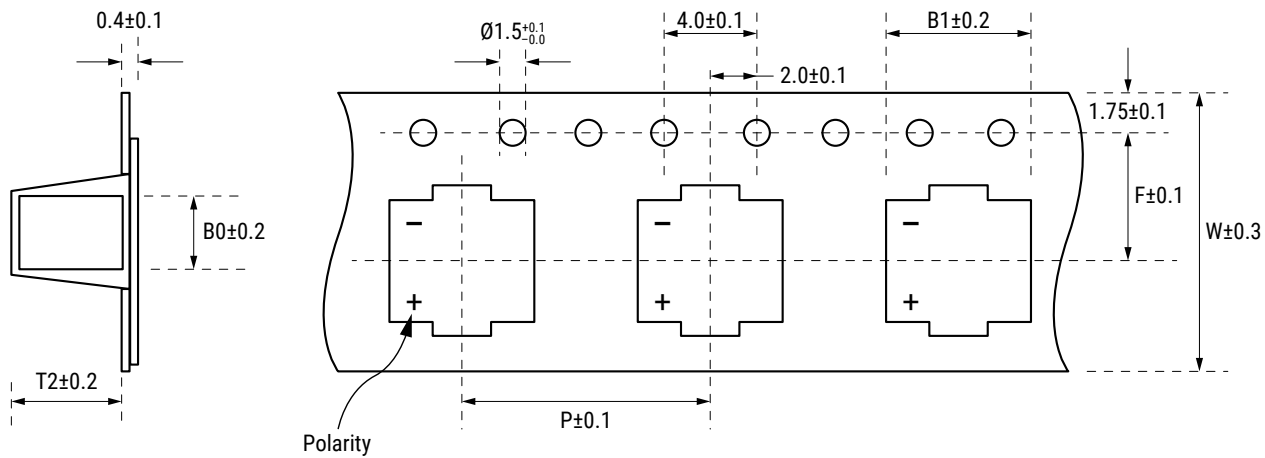 0.4±0.1
Ø1.5+0.1
−0.0
4.0±0.1
B1±0.2
2.0±0.1
1.75±0.1
F±0.1
W±0.3
B0±0.2
− − −
+ + +
T2±0.2
P±0.1
Polarity